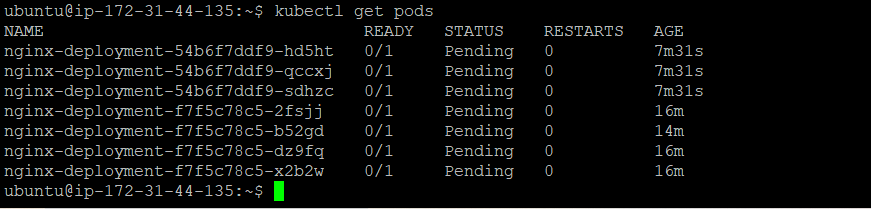 ubuntu@ip-172-31-44-135:~$ kubectl get pods
NAME READY STATUS RESTARTS AGE
nginx-deployment-54b6f7ddf9-hd5ht 0/1 Pending 0 7m31s
nginx-deployment-54b6f7ddf9-qccxj 0/1 Pending 0 7m31s
nginx-deployment-54b6f7ddf9-sdhzc 0/1 Pending 0 7m31s
nginx-deployment-f7f5c78c5-2fsjj 0/1 Pending 0 16m
nginx-deployment-f7f5c78c5-b52gd 0/1 Pending 0 14m
nginx-deployment-f7f5c78c5-dz9fq 0/1 Pending 0 16m
nginx-deployment-f7f5c78c5-x2b2w 0/1 Pending 0 16m
ubuntu@ip-172-31-44-135:~$